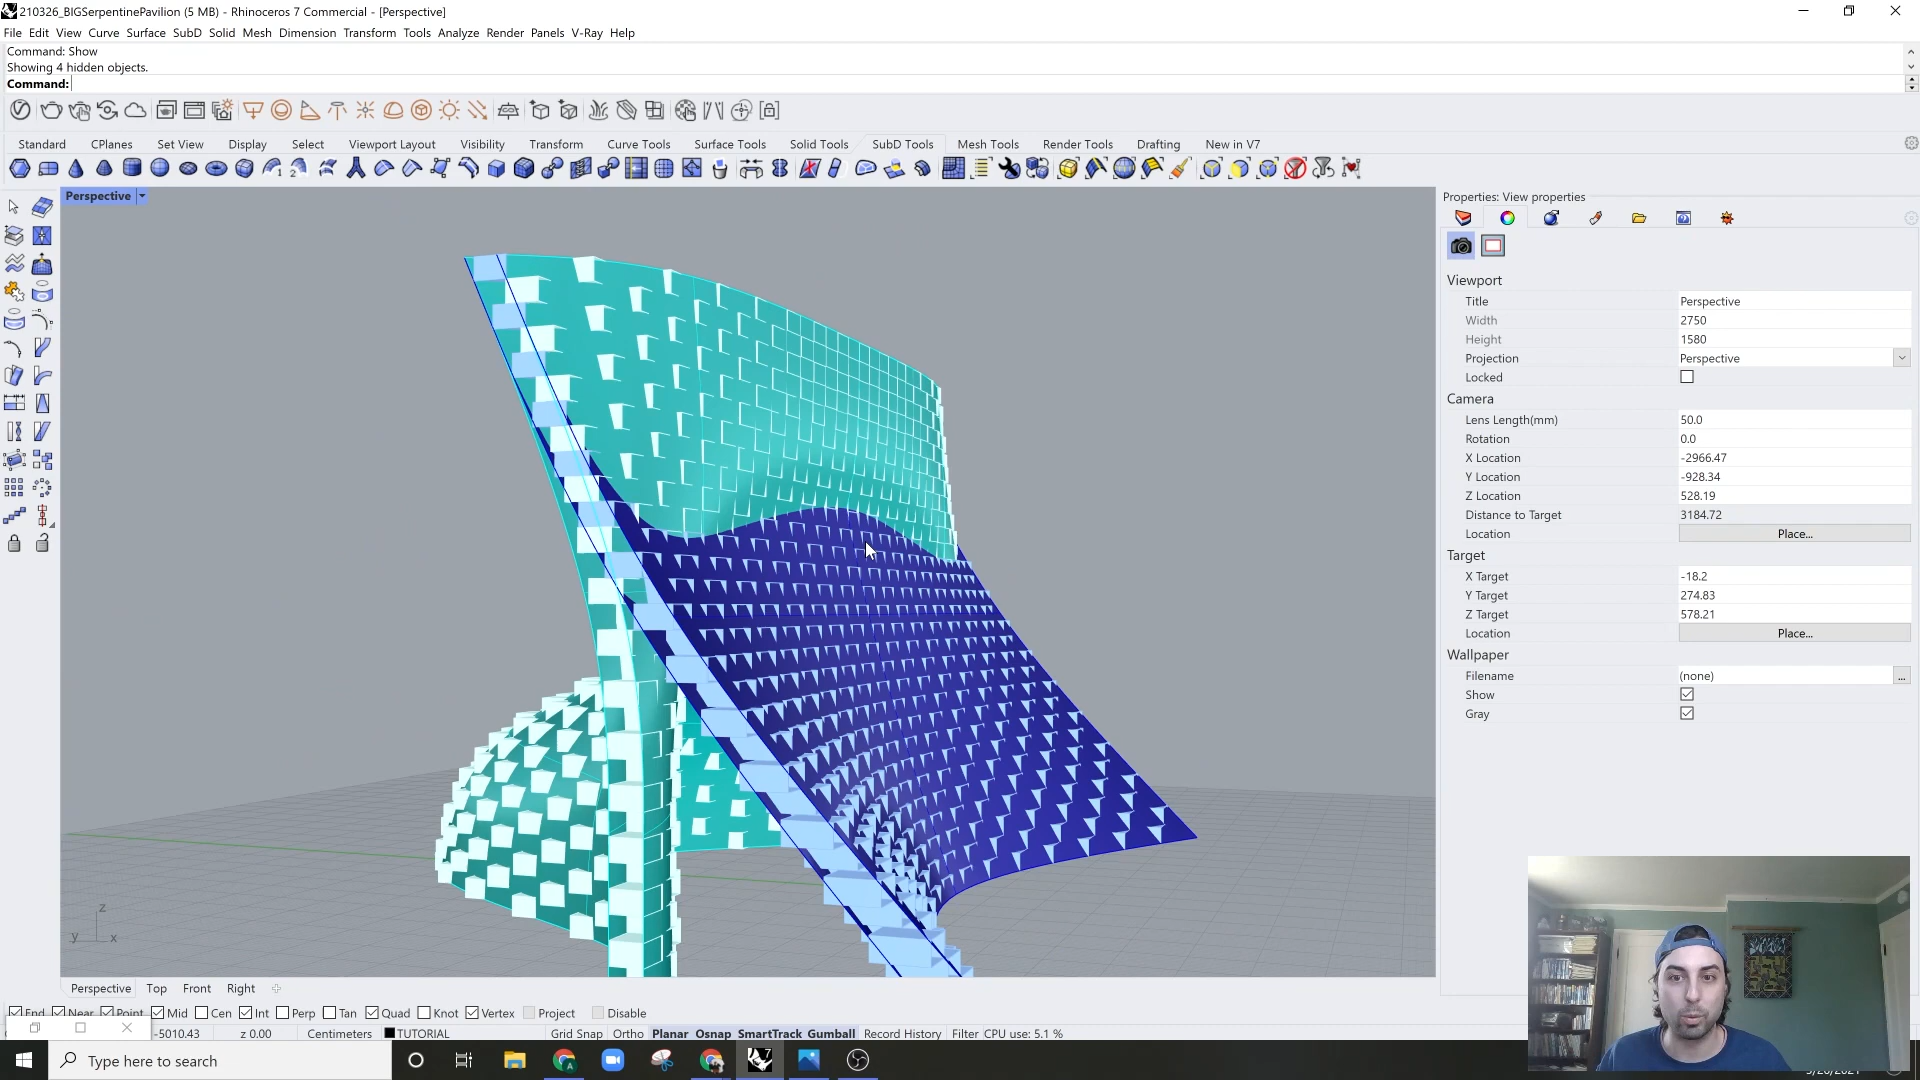 210326_BIGSerpentinePavilion (5 MB) - Rhinoceros 7 Commercial - [Perspective]
File Edit View Curve Surface SubD Solid Mesh Dimension Transform Tools Analyze Render Panels V-Ray Help
Command: Show
Showing 4 hidden objects.
Command:
Standard CPlanes Set View Display Select Viewport Layout Visibility Transform Curve Tools Surface Tools Solid Tools SubD Tools Mesh Tools Render Tools Drafting New in V7
Perspective
Properties: View properties
Viewport
Title Perspective
Width 2750
Height 1580
Projection Perspective
Locked
Camera
Lens Length(mm) 50.0
Rotation 0.0
X Location -2966.47
Y Location -928.34
Z Location 528.19
Distance to Target 3184.72
Location Place...
Target
X Target -18.2
Y Target 274.83
Z Target 578.21
Location Place...
Wallpaper
Filename (none) ...
Show
Gray
z
y x
Perspective Top Front Right
End Near Point Mid Cen Int Perp Tan Quad Knot Vertex Project Disable
-5010.43 z 0.00 Centimeters TUTORIAL Grid Snap Ortho Planar Osnap SmartTrack Gumball Record History Filter CPU use: 5.1 %
Type here to search